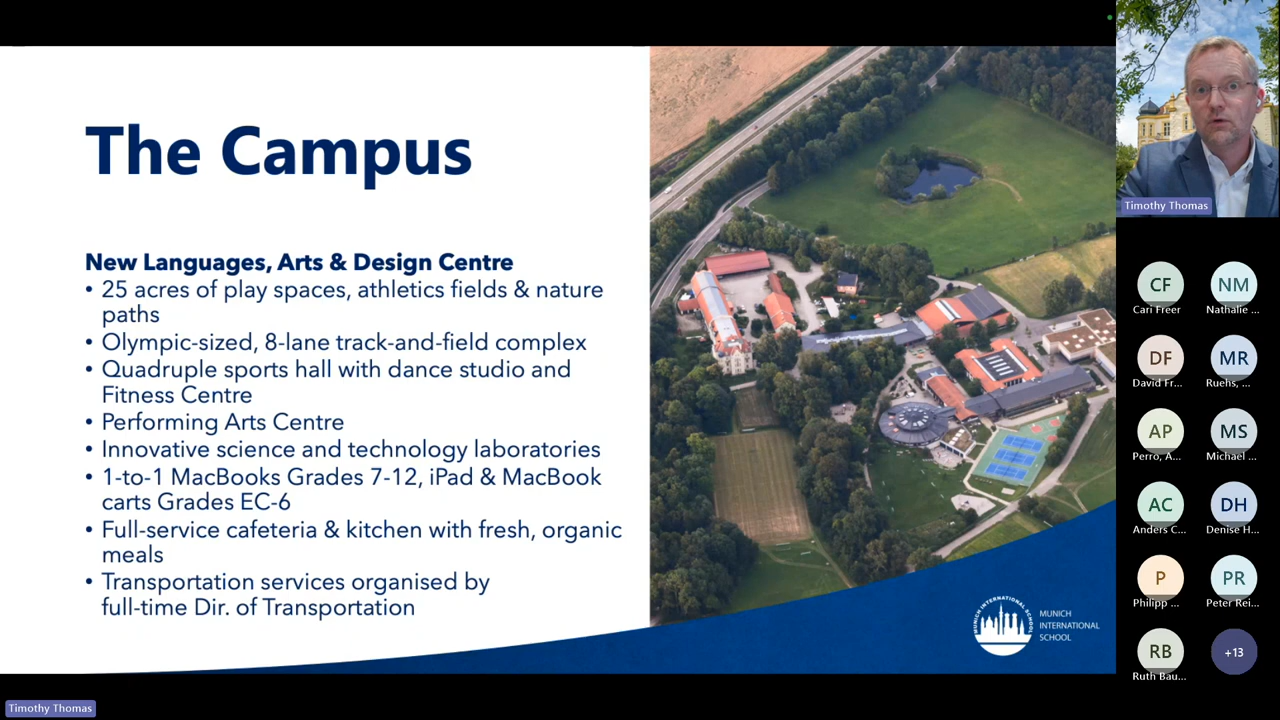 The Campus
New Languages, Arts & Design Centre
• 25 acres of play spaces, athletics fields & nature
paths
• Olympic-sized, 8-lane track-and-field complex
• Quadruple sports hall with dance studio and
Fitness Centre
• Performing Arts Centre
• Innovative science and technology laboratories
• 1-to-1 MacBooks Grades 7-12, iPad & MacBook
carts Grades EC-6
• Full-service cafeteria & kitchen with fresh, organic
meals
• Transportation services organised by
full-time Dir. of Transportation
MUNICH INTERNATIONAL SCHOOL
MUNICH
INTERNATIONAL
SCHOOL
Timothy Thomas
CF
NM
Cari Freer
Nathalie ...
DF
MR
David Fr...
Ruehs, ...
AP
MS
Perro, A...
Michael ...
AC
DH
Anders C...
Denise H...
P
PR
Philipp ...
Peter Rei...
RB
+13
Ruth Bau...
Timothy Thomas